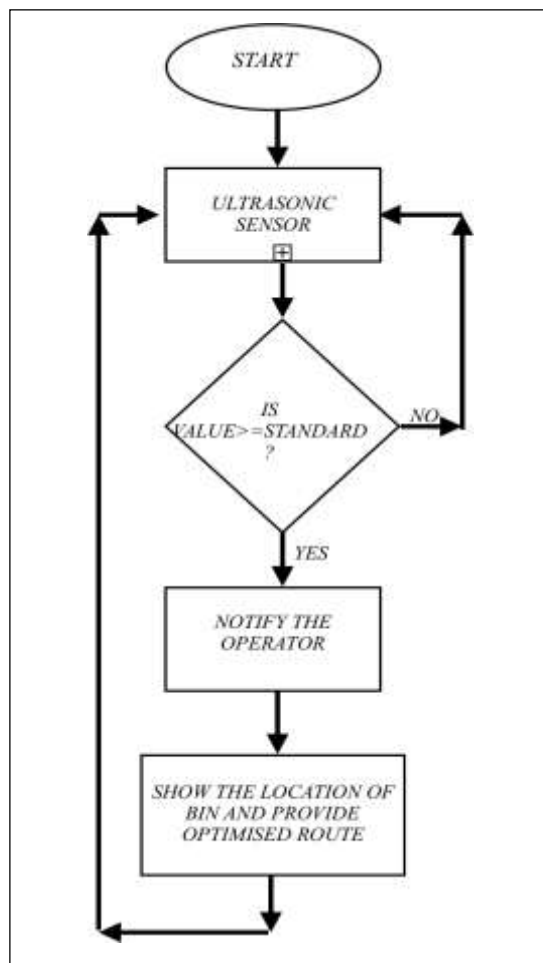 START
ULTRASONIC
SENSOR
IS
VALUE>=STANDARD
?
NO
YES
NOTIFY THE
OPERATOR
SHOW THE LOCATION OF
BIN AND PROVIDE
OPTIMISED ROUTE